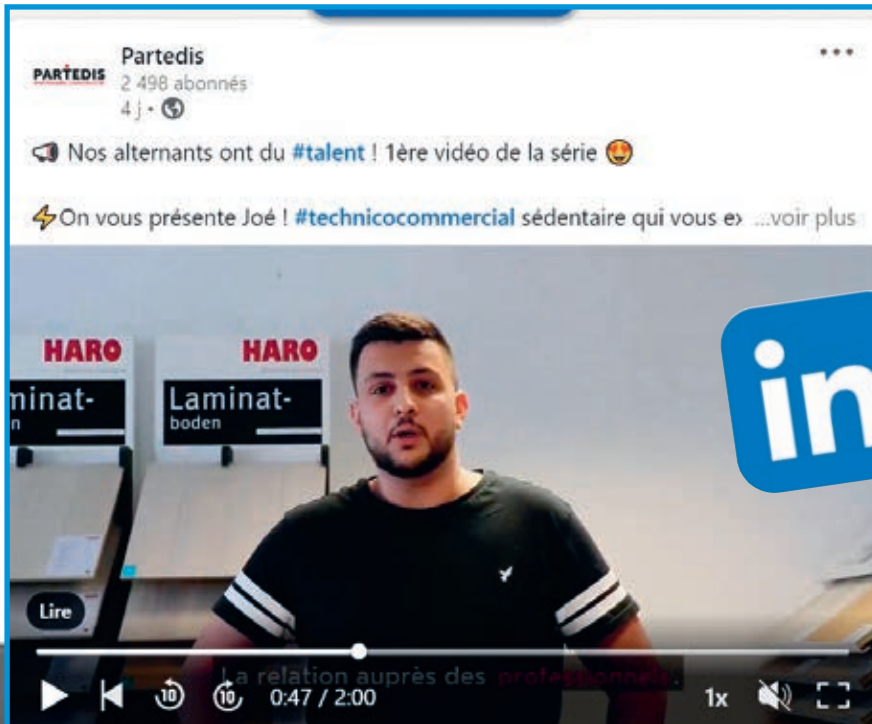 PARTEDIS
Partedis
2 498 abonnés
4 j •
Nos alternants ont du #talent ! 1ère vidéo de la série
On vous présente Joé ! #technicocommercial sédentaire qui vous ex ...voir plus
HARO
HARO
minat-
n
Laminat-
boden
in
Lire
La relation auprès des professionnels.
10
10
0:47 / 2:00
1x